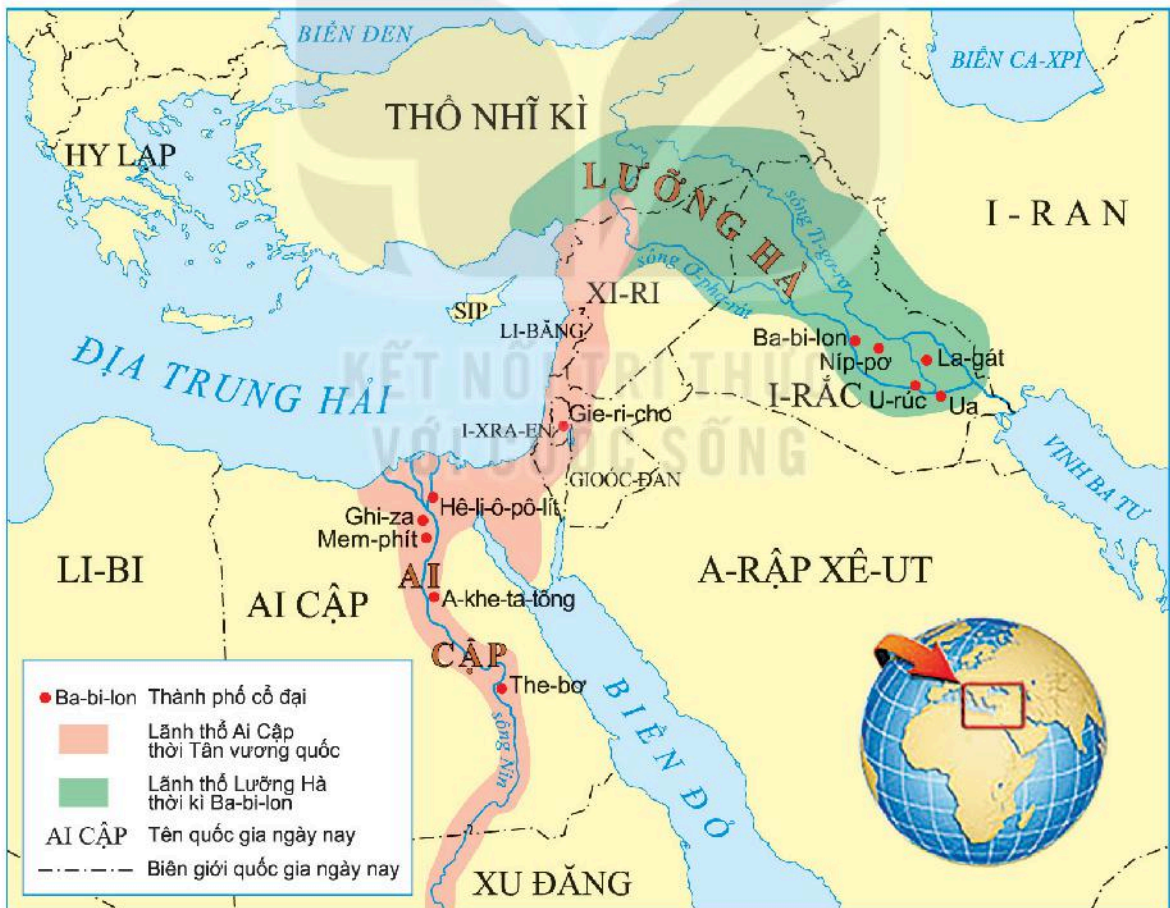 BIỂN ĐEN
BIỂN CA-XPI
THỔ NHĨ KÌ
HY LẠP
LƯỠNG HÀ
sông Ti-gơ-rơ
I - RAN
sông Ơ-phơ-rát
XI-RI
SIP
LI-BĂNG
ĐỊA TRUNG HẢI
KẾT NỐI TRI THỨC
VỚI CUỘC SỐNG
Ba-bi-lon
Níp-pơ
La-gát
I-RẮC
U-rúc
Ua
Giê-ri-chô
I-XRA-EN
GIOÓC-ĐAN
VỊNH BA TƯ
Hê-li-ô-pô-lít
Ghi-za
Mem-phít
LI-BI
AI CẬP
A-RẬP XÊ-UT
AI
CẬP
A-khe-ta-tông
The-bơ
sông Nin
BIỂN ĐỎ
XU ĐĂNG
Ba-bi-lon Thành phố cổ đại
Lãnh thổ Ai Cập
thời Tân vương quốc
Lãnh thổ Lưỡng Hà
thời kì Ba-bi-lon
AI CẬP Tên quốc gia ngày nay
Biên giới quốc gia ngày nay